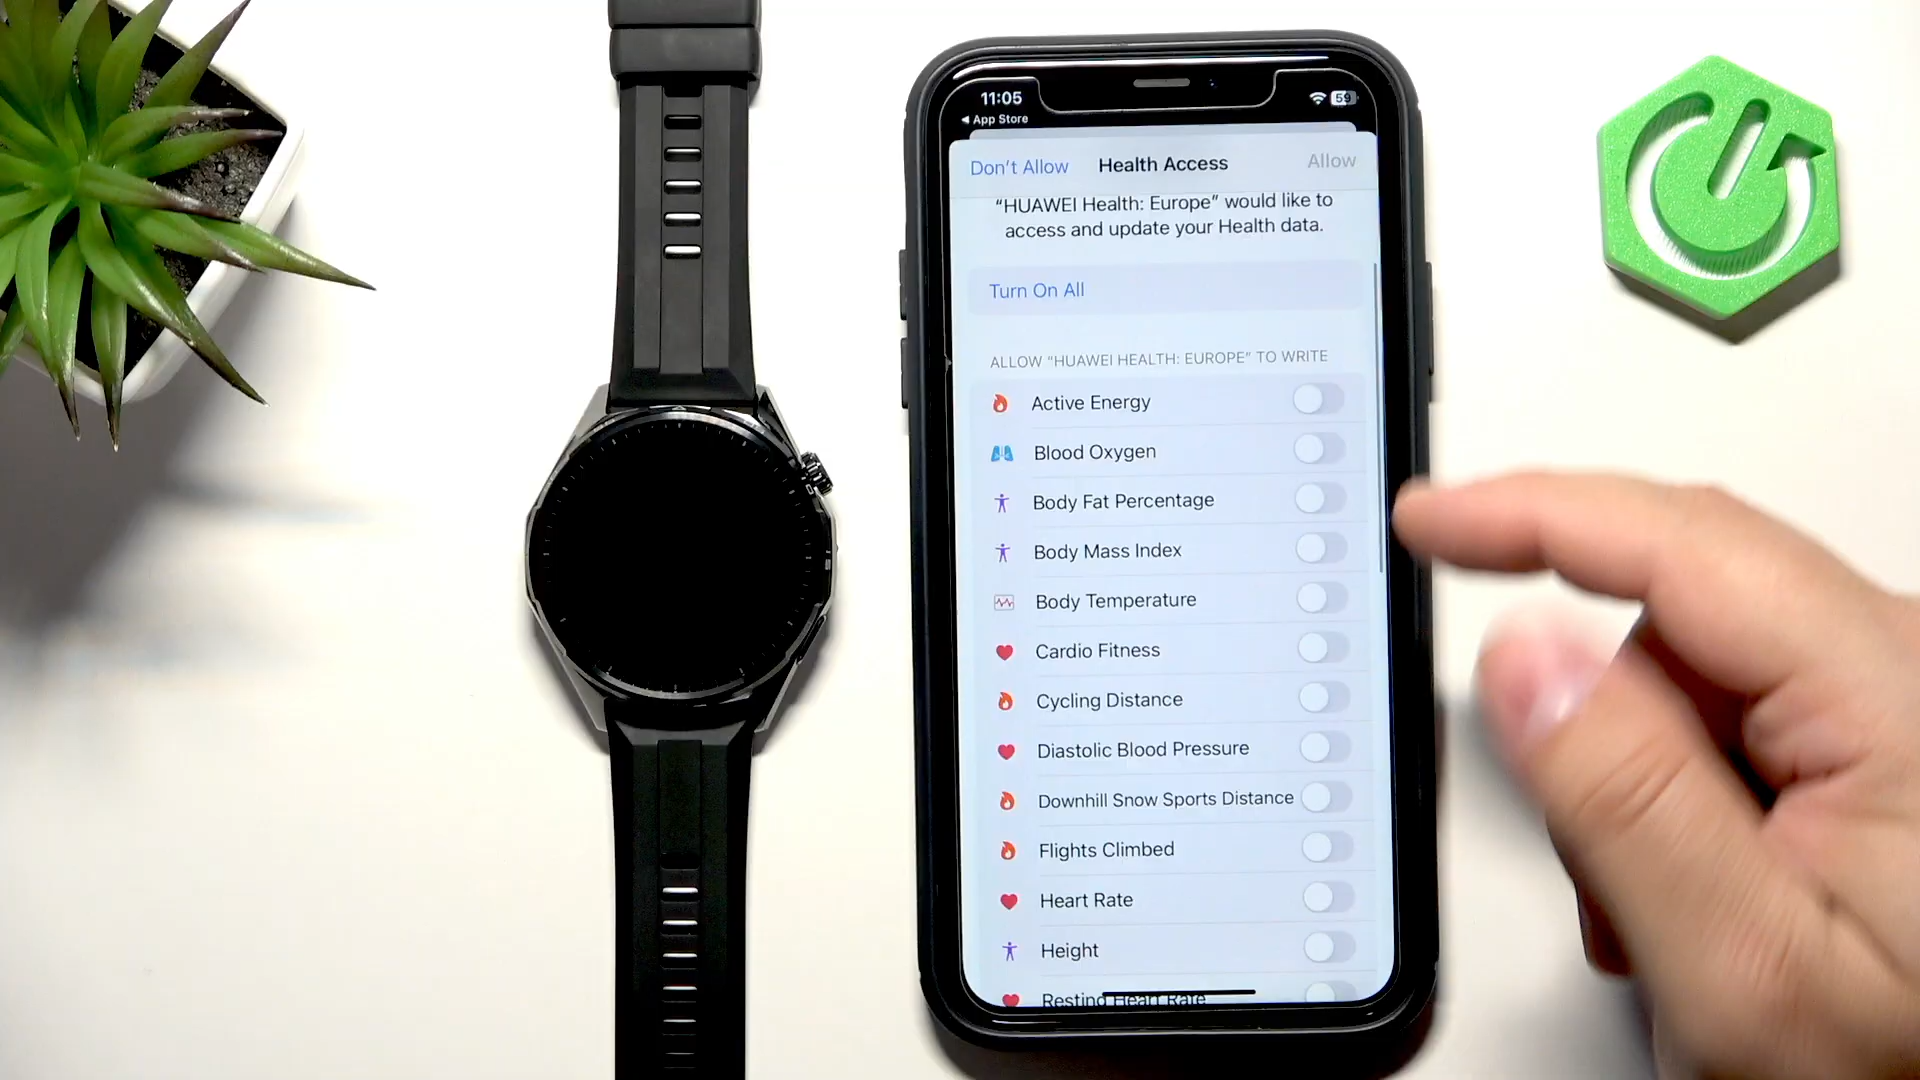 11:05
59
◀ App Store
Don't Allow
Health Access
Allow
“HUAWEI Health: Europe” would like to
access and update your Health data.
Turn On All
ALLOW “HUAWEI HEALTH: EUROPE” TO WRITE
Active Energy
Blood Oxygen
Body Fat Percentage
Body Mass Index
Body Temperature
Cardio Fitness
Cycling Distance
Diastolic Blood Pressure
Downhill Snow Sports Distance
Flights Climbed
Heart Rate
Height
Resting Heart Rate